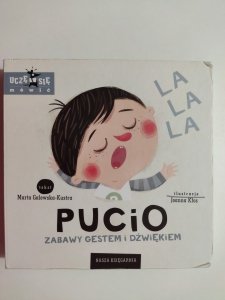 UCZĘ SIĘ
mówić
LA
LA
LA
tekst
Marta Galewska-Kustra
ilustracje
Joanna Kłos
PUCIO
ZABAWY GESTEM I DŹWIĘKIEM
NASZA KSIĘGARNIA